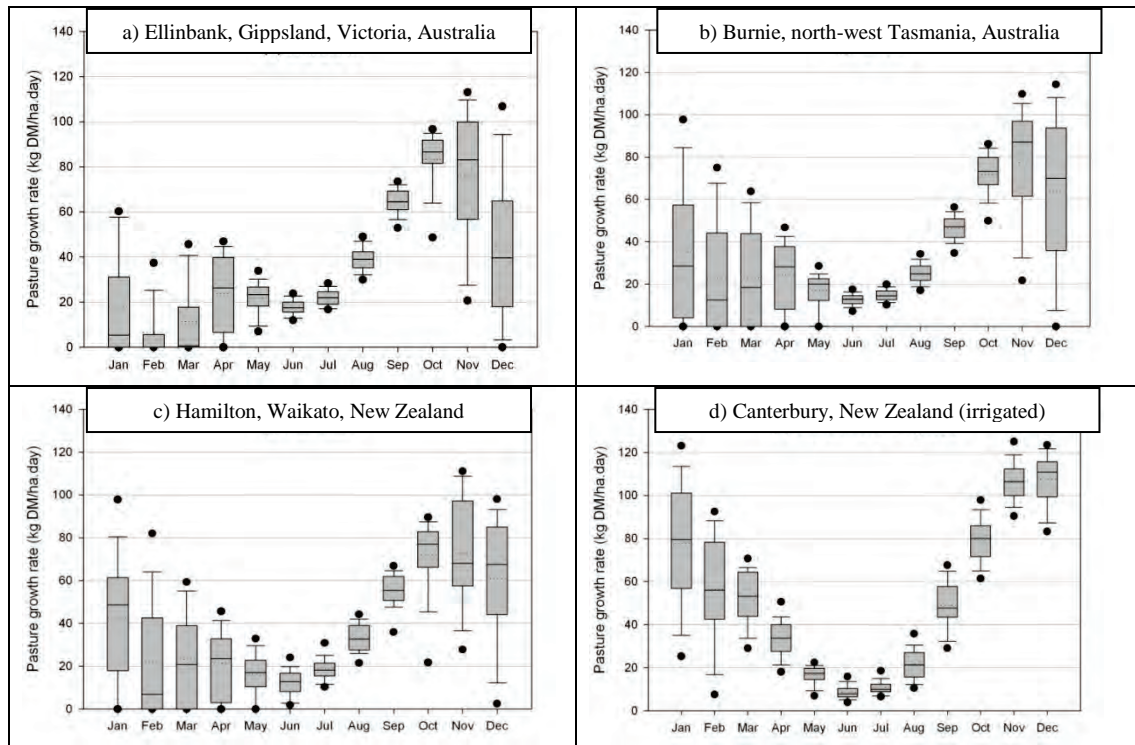 a) Ellinbank, Gippsland, Victoria, Australia
Pasture growth rate (kg DM/ha.day)
140
120
100
80
60
40
20
0
Jan Feb Mar Apr May Jun Jul Aug Sep Oct Nov Dec
b) Burnie, north-west Tasmania, Australia
Pasture growth rate (kg DM/ha.day)
140
120
100
80
60
40
20
0
Jan Feb Mar Apr May Jun Jul Aug Sep Oct Nov Dec
c) Hamilton, Waikato, New Zealand
Pasture growth rate (kg DM/ha.day)
140
120
100
80
60
40
20
0
Jan Feb Mar Apr May Jun Jul Aug Sep Oct Nov Dec
d) Canterbury, New Zealand (irrigated)
Pasture growth rate (kg DM/ha.day)
140
120
100
80
60
40
20
0
Jan Feb Mar Apr May Jun Jul Aug Sep Oct Nov Dec